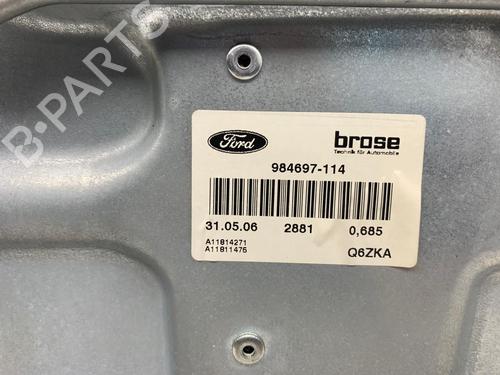 B-PARTS
Ford
brose
Technik für Automobile
984697-114
31.05.06 2881 0,685
A11814271
A11811476
Q6ZKA